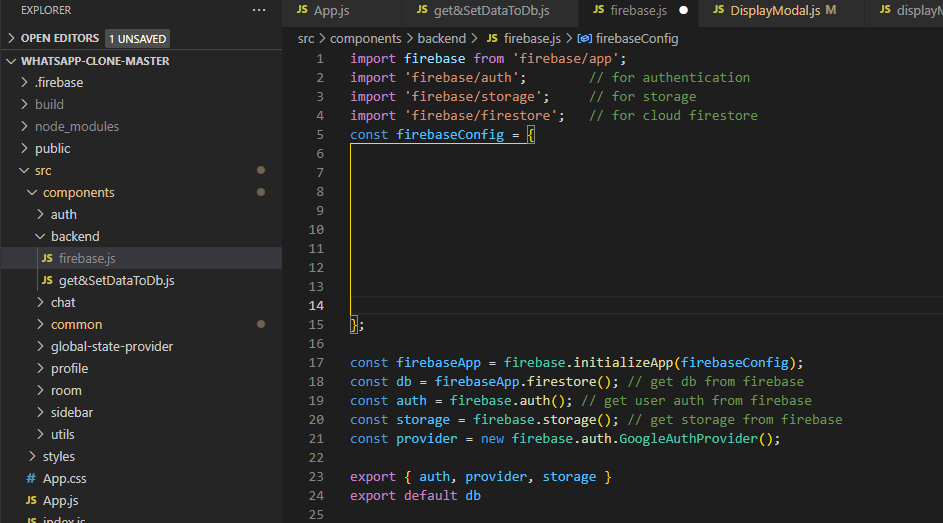 EXPLORER ...
OPEN EDITORS 1 UNSAVED
WHATSAPP-CLONE-MASTER
.firebase
build
node_modules
public
src
components
auth
backend
JS firebase.js
JS get&SetDataToDb.js
chat
common
global-state-provider
profile
room
sidebar
utils
styles
# App.css
JS App.js
JS index.js
JS App.js JS get&SetDataToDb.js JS firebase.js JS DisplayModal.js M JS displayM
src > components > backend > JS firebase.js > firebaseConfig
1 import firebase from 'firebase/app';
2 import 'firebase/auth'; // for authentication
3 import 'firebase/storage'; // for storage
4 import 'firebase/firestore'; // for cloud firestore
5 const firebaseConfig = {
6
7
8
9
10
11
12
13
14
15 };
16
17 const firebaseApp = firebase.initializeApp(firebaseConfig);
18 const db = firebaseApp.firestore(); // get db from firebase
19 const auth = firebase.auth(); // get user auth from firebase
20 const storage = firebase.storage(); // get storage from firebase
21 const provider = new firebase.auth.GoogleAuthProvider();
22
23 export { auth, provider, storage }
24 export default db
25